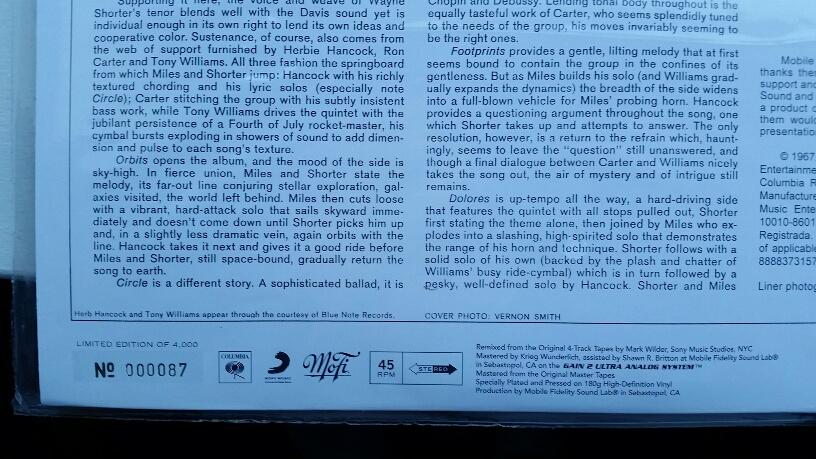 Supporting it here, the voice and weave of Wayne
Shorter's tenor blends well with the Davis sound yet is
individual enough in its own right to lend its own ideas and
cooperative color. Sustenance, of course, also comes from
the web of support furnished by Herbie Hancock, Ron
Carter and Tony Williams. All three fashion the springboard
from which Miles and Shorter jump: Hancock with his richly
textured chording and his lyric solos (especially note
Circle); Carter stitching the group with his subtly insistent
bass work, while Tony Williams drives the quintet with the
jubilant persistence of a Fourth of July rocket-master, his
cymbal bursts exploding in showers of sound to add dimen-
sion and pulse to each song's texture.
Orbits opens the album, and the mood of the side is
sky-high. In fierce union, Miles and Shorter state the
melody, its far-out line conjuring stellar exploration, gal-
axies visited, the world left behind. Miles then cuts loose
with a vibrant, hard-attack solo that sails skyward imme-
diately and doesn't come down until Shorter picks him up
and, in a slightly less dramatic vein, again orbits with the
line. Hancock takes it next and gives it a good ride before
Miles and Shorter, still space-bound, gradually return the
song to earth.
Circle is a different story. A sophisticated ballad, it is
Chopin and Debussy. Lending tonal body throughout is the
equally tasteful work of Carter, who seems splendidly tuned
to the needs of the group, his moves invariably seeming to
be the right ones.
Footprints provides a gentle, lilting melody that at first
seems bound to contain the group in the confines of its
gentleness. But as Miles builds his solo (and Williams grad-
ually expands the dynamics) the breadth of the side widens
into a full-blown vehicle for Miles' probing horn. Hancock
provides a questioning argument throughout the song, one
which Shorter takes up and attempts to answer. The only
resolution, however, is a return to the refrain which, haunt-
ingly, seems to leave the "question" still unanswered, and
though a final dialogue between Carter and Williams nicely
takes the song out, the air of mystery and of intrigue still
remains.
Dolores is up-tempo all the way, a hard-driving side
that features the quintet with all stops pulled out, Shorter
first stating the theme alone, then joined by Miles who ex-
plodes into a slashing, high-spirited solo that demonstrates
the range of his horn and technique. Shorter follows with a
solid solo of his own (backed by the plash and chatter of
Williams' busy ride-cymbal) which is in turn followed by a
pesky, well-defined solo by Hancock. Shorter and Miles
Mobile
thanks
support and
Sound and
a product
them would
presentatio
© 1967
Entertainme
Columbia R
Manufacture
Music Ente
10010-8601
Registrada.
of applicable
8888373157
Liner photog
Herb Hancock and Tony Williams appear through the courtesy of Blue Note Records.
COVER PHOTO: VERNON SMITH
LIMITED EDITION OF 4,000
Nº 000087
COLUMBIA
MoFi
45
RPM
STEREO
Remixed from the Original 4-Track Tapes by Mark Wilder, Sony Music Studios, NYC
Mastered by Krieg Wunderlich, assisted by Shawn R. Britton at Mobile Fidelity Sound Lab®
in Sebastopol, CA on the GAIN 2 ULTRA ANALOG SYSTEM™
Mastered from the Original Master Tapes
Specially Plated and Pressed on 180g High-Definition Vinyl
Production by Mobile Fidelity Sound Lab® in Sebastopol, CA